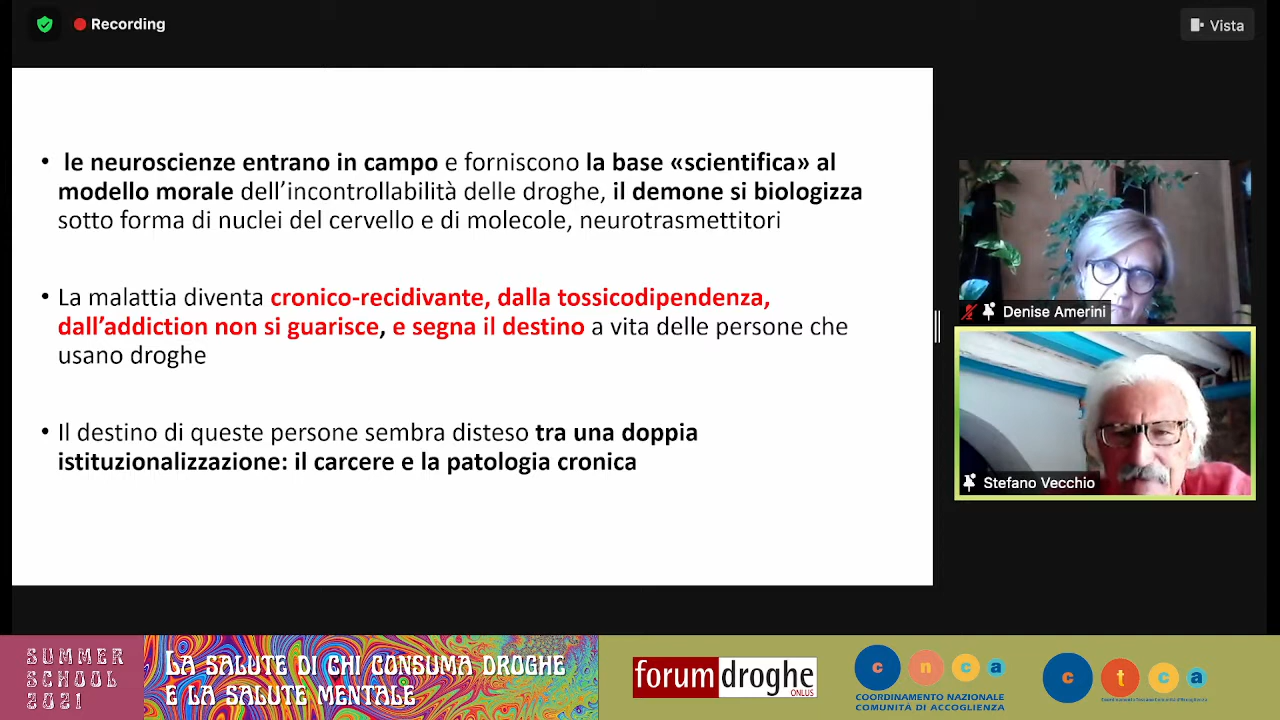 Recording
Vista
• le neuroscienze entrano in campo e forniscono la base «scientifica» al
modello morale dell’incontrollabilità delle droghe, il demone si biologizza
sotto forma di nuclei del cervello e di molecole, neurotrasmettitori
• La malattia diventa cronico-recidivante, dalla tossicodipendenza,
dall’addiction non si guarisce, e segna il destino a vita delle persone che
usano droghe
• Il destino di queste persone sembra disteso tra una doppia
istituzionalizzazione: il carcere e la patologia cronica
Denise Amerini
Stefano Vecchio
SUMMER
SCHOOL
2021
LA SALUTE DI CHI CONSUMA DROGHE
E LA SALUTE MENTALE
forumdroghe
ONLUS
c n c a
COORDINAMENTO NAZIONALE
COMUNITÀ DI ACCOGLIENZA
c t c a